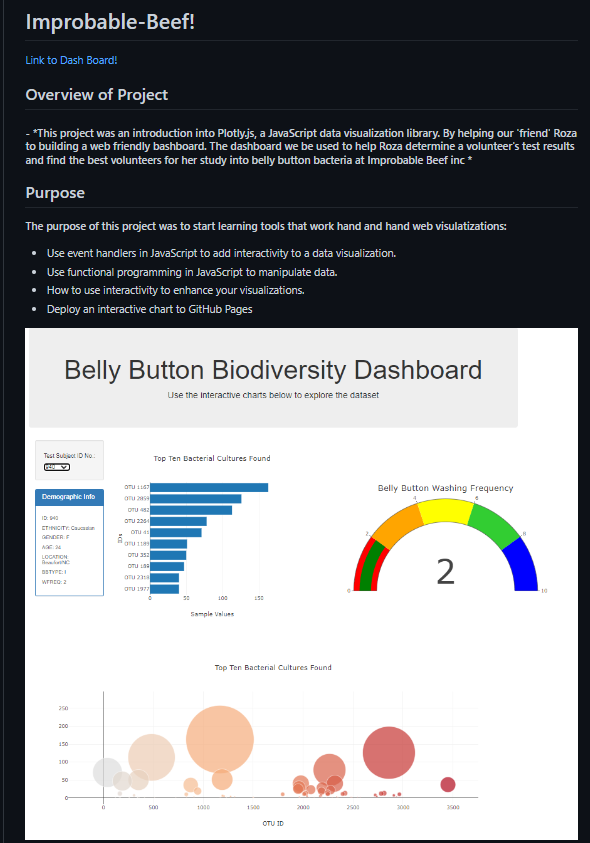 Improbable-Beef!
Link to Dash Board!
Overview of Project
- *This project was an introduction into Plotly.js, a JavaScript data visualization library. By helping our 'friend' Roza
to building a web friendly bashboard. The dashboard we be used to help Roza determine a volunteer's test results
and find the best volunteers for her study into belly button bacteria at Improbable Beef inc *
Purpose
The purpose of this project was to start learning tools that work hand and hand web visulatizations:
Use event handlers in JavaScript to add interactivity to a data visualization.
Use functional programming in JavaScript to manipulate data.
How to use interactivity to enhance your visualizations.
Deploy an interactive chart to GitHub Pages
Belly Button Biodiversity Dashboard
Use the interactive charts below to explore the dataset
Test Subject ID No.:
940
Demographic Info
ID: 940
ETHNICITY: Caucasian
GENDER: F
AGE: 24
LOCATION:
Beaufort/NC
BBTYPE: I
WFREQ: 2
Top Ten Bacterial Cultures Found
IDs
OTU 1167
OTU 2859
OTU 482
OTU 2264
OTU 41
OTU 1189
OTU 352
OTU 189
OTU 2318
OTU 1977
0 50 100 150
Sample Values
Belly Button Washing Frequency
0 2 4 6 8 10
2
Top Ten Bacterial Cultures Found
250
200
150
100
50
0
0 500 1000 1500 2000 2500 3000 3500
OTU ID